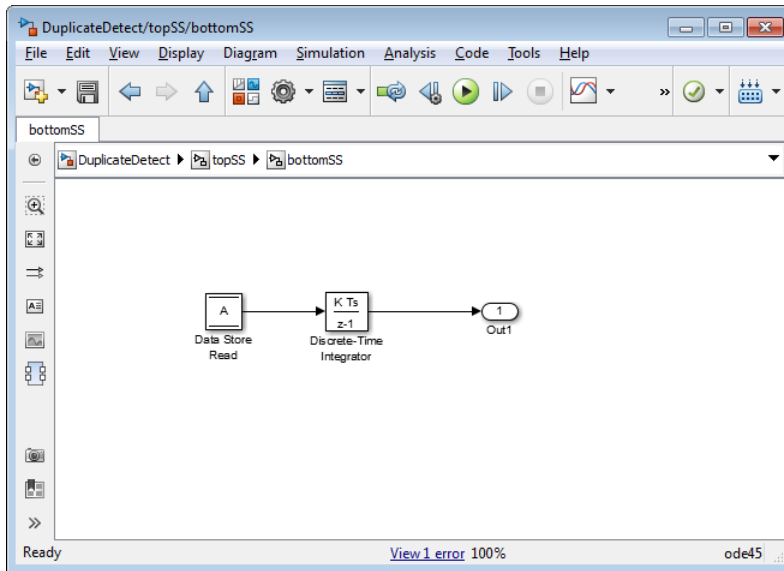 DuplicateDetect/topSS/bottomSS
File Edit View Display Diagram Simulation Analysis Code Tools Help
»
bottomSS
DuplicateDetect topSS bottomSS
A
K Ts
z-1
1
Data Store
Read
Discrete-Time
Integrator
Out1
Ready View 1 error 100% ode45